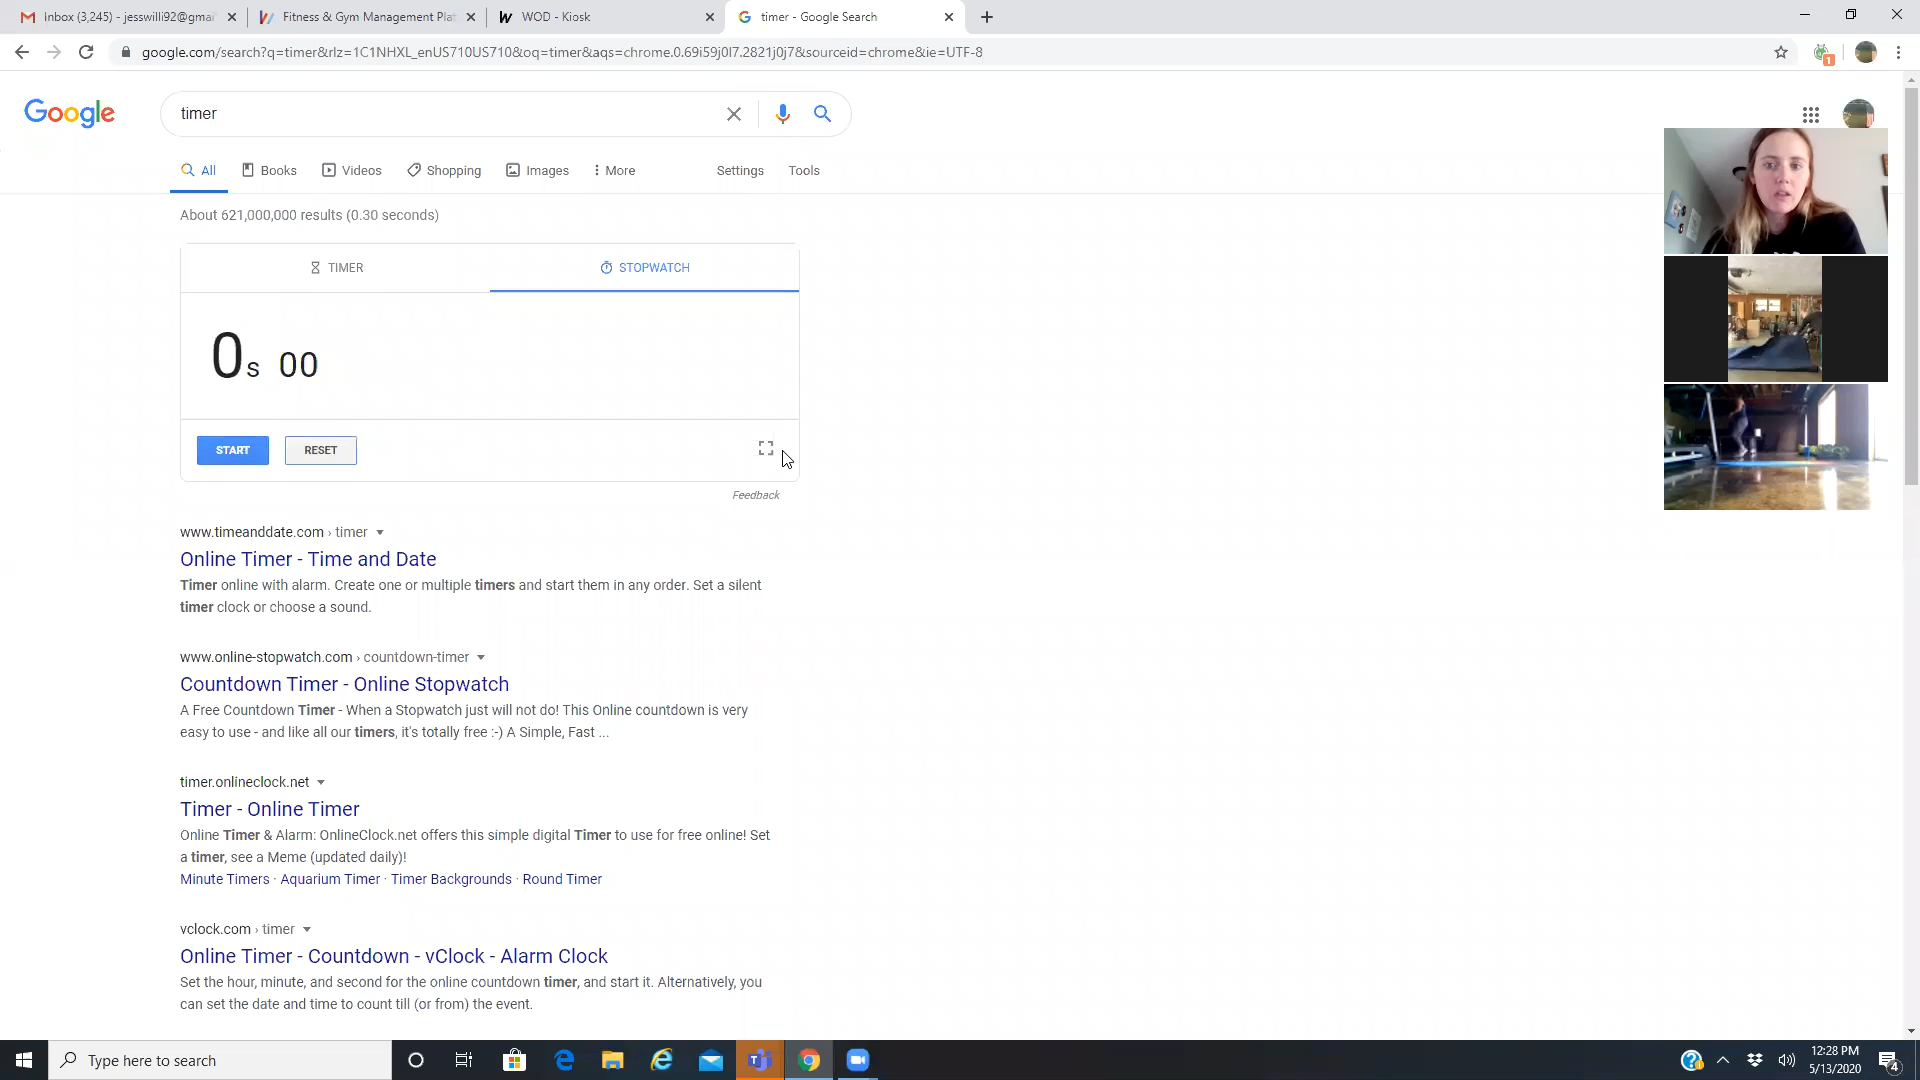 Inbox (3,245) - jesswilli92@gmai
Fitness & Gym Management Plat
WOD - Kiosk
timer - Google Search
google.com/search?q=timer&rlz=1C1NHXL_enUS710US710&oq=timer&aqs=chrome.0.69i59j0l7.2821j0j7&sourceid=chrome&ie=UTF-8
1
Google
timer
All
Books
Videos
Shopping
Images
More
Settings
Tools
About 621,000,000 results (0.30 seconds)
TIMER
STOPWATCH
0s 00
START
RESET
Feedback
www.timeanddate.com › timer
Online Timer - Time and Date
Timer online with alarm. Create one or multiple timers and start them in any order. Set a silent
timer clock or choose a sound.
www.online-stopwatch.com › countdown-timer
Countdown Timer - Online Stopwatch
A Free Countdown Timer - When a Stopwatch just will not do! This Online countdown is very
easy to use - and like all our timers, it's totally free :-) A Simple, Fast ...
timer.onlineclock.net
Timer - Online Timer
Online Timer & Alarm: OnlineClock.net offers this simple digital Timer to use for free online! Set
a timer, see a Meme (updated daily)!
Minute Timers · Aquarium Timer · Timer Backgrounds · Round Timer
vclock.com › timer
Online Timer - Countdown - vClock - Alarm Clock
Set the hour, minute, and second for the online countdown timer, and start it. Alternatively, you
can set the date and time to count till (or from) the event.
Type here to search
12:28 PM
5/13/2020
4